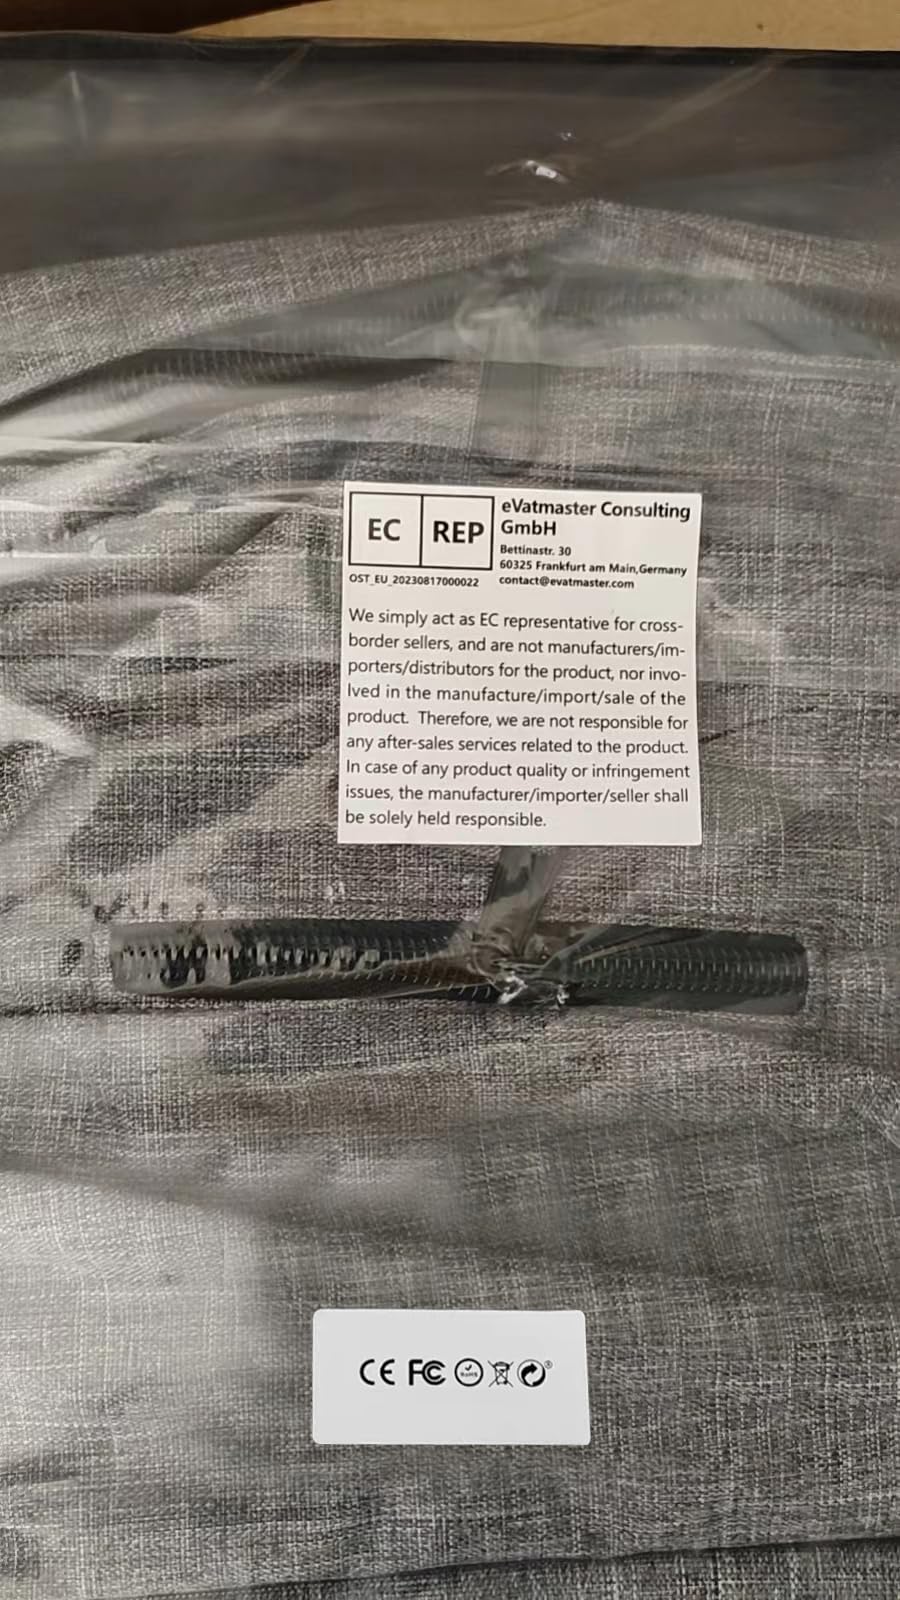 EC REP
eVatmaster Consulting
GmbH
Bettinastr. 30
60325 Frankfurt am Main,Germany
contact@evatmaster.com
OST_EU_20230817000022
We simply act as EC representative for cross-
border sellers, and are not manufacturers/im-
porters/distributors for the product, nor invo-
lved in the manufacture/import/sale of the
product. Therefore, we are not responsible for
any after-sales services related to the product.
In case of any product quality or infringement
issues, the manufacturer/importer/seller shall
be solely held responsible.
CE FC RoHS ®